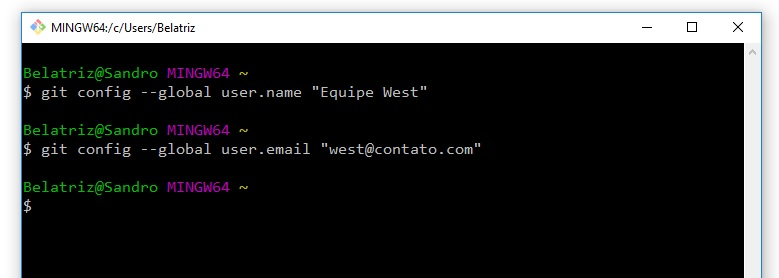 MINGW64:/c/Users/Belatriz
Belatriz@Sandro MINGW64 ~
$ git config --global user.name "Equipe West"
Belatriz@Sandro MINGW64 ~
$ git config --global user.email "west@contato.com"
Belatriz@Sandro MINGW64 ~
$